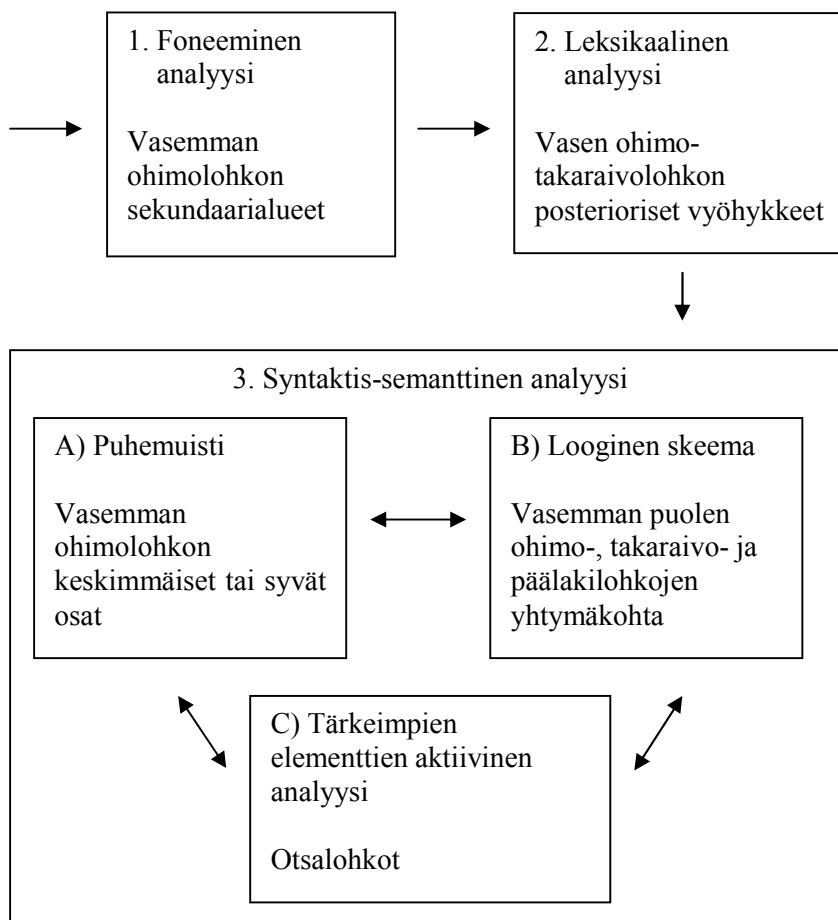 1. Foneeminen
analyysi
Vasemman
ohimolohkon
sekundaarialueet
2. Leksikaalinen
analyysi
Vasen ohimo-
takaraivolohkon
posterioriset vyöhykkeet
3. Syntaktis-semanttinen analyysi
A) Puhemuisti
Vasemman
ohimolohkon
keskimmäiset tai syvät
osat
B) Looginen skeema
Vasemman puolen
ohimo-, takaraivo- ja
päälakilohkojen
yhtymäkohta
C) Tärkeimpien
elementtien aktiivinen
analyysi
Otsalohkot